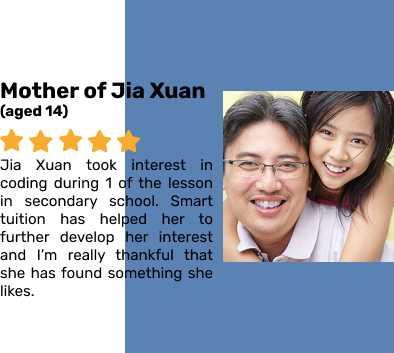 Mother of Jia Xuan
(aged 14)
Jia Xuan took interest in
coding during 1 of the lesson
in secondary school. Smart
tuition has helped her to
further develop her interest
and I'm really thankful that
she has found something she
likes.